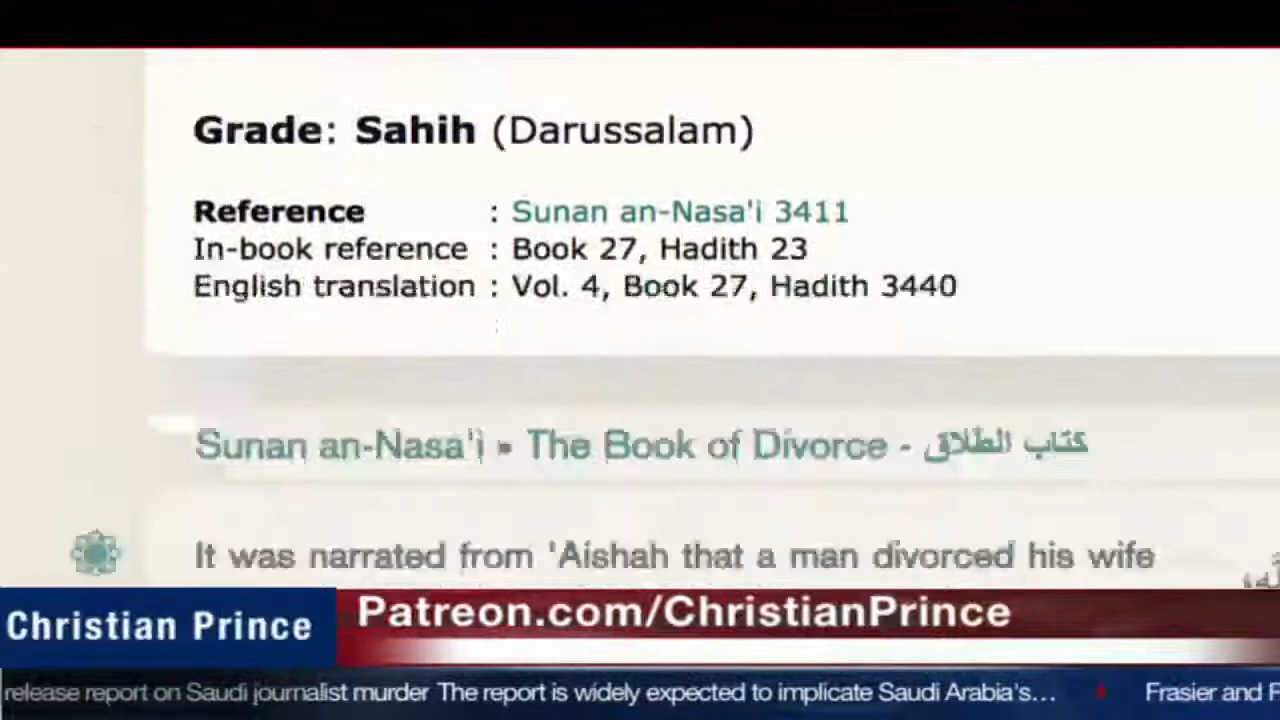 Grade: Sahih (Darussalam)
Reference : Sunan an-Nasa'i 3411
In-book reference : Book 27, Hadith 23
English translation : Vol. 4, Book 27, Hadith 3440
Sunan an-Nasa'i » The Book of Divorce - كتاب الطلاق
It was narrated from 'Aishah that a man divorced his wife
Christian Prince
Patreon.com/ChristianPrince
release report on Saudi journalist murder The report is widely expected to implicate Saudi Arabia's... Frasier and F